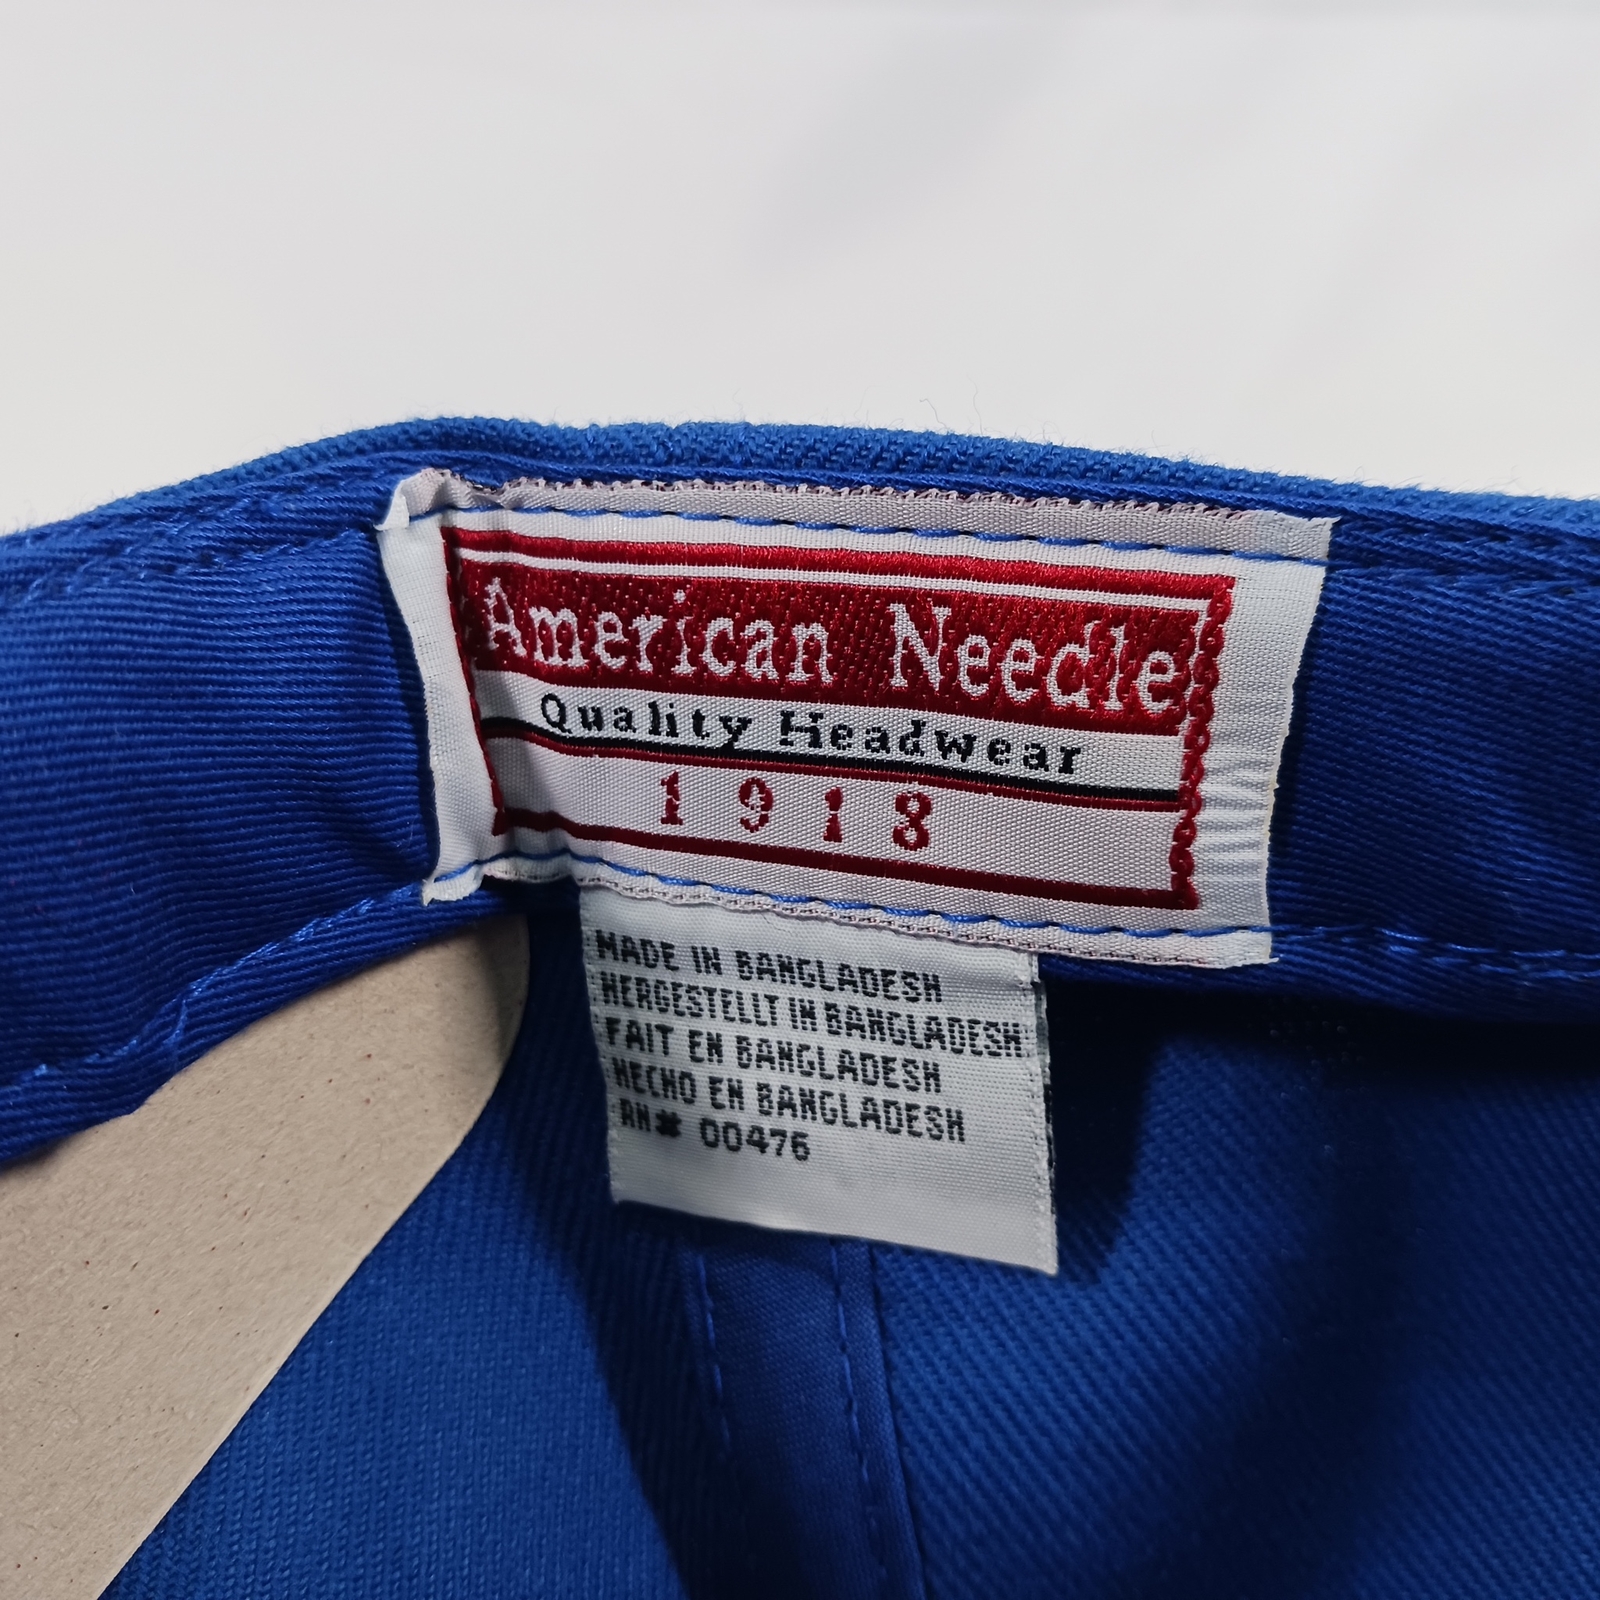 American Needle
Quality Headwear
1918
MADE IN BANGLADESH
HERGESTELLT IN BANGLADESH
FAIT EN BANGLADESH
HECHO EN BANGLADESH
RN# 00476